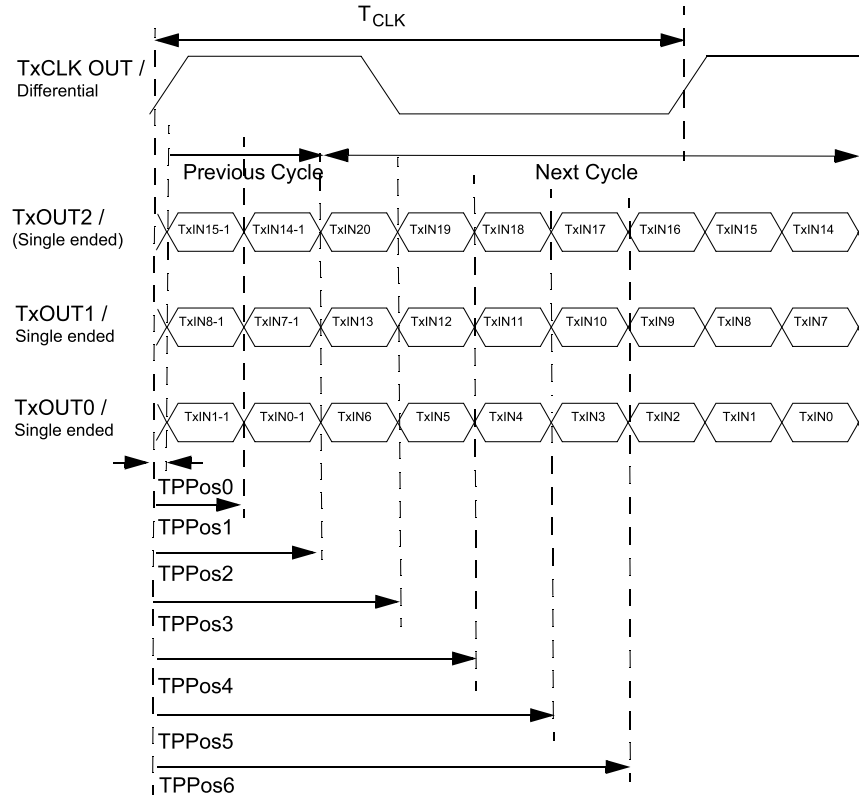 TCLK
TxCLK OUT /
Differential
Previous Cycle
Next Cycle
TxOUT2 /
(Single ended)
TxIN15-1 TxIN14-1 TxIN20 TxIN19 TxIN18 TxIN17 TxIN16 TxIN15 TxIN14
TxOUT1 /
Single ended
TxIN8-1 TxIN7-1 TxIN13 TxIN12 TxIN11 TxIN10 TxIN9 TxIN8 TxIN7
TxOUT0 /
Single ended
TxIN1-1 TxIN0-1 TxIN6 TxIN5 TxIN4 TxIN3 TxIN2 TxIN1 TxIN0
TPPos0
TPPos1
TPPos2
TPPos3
TPPos4
TPPos5
TPPos6